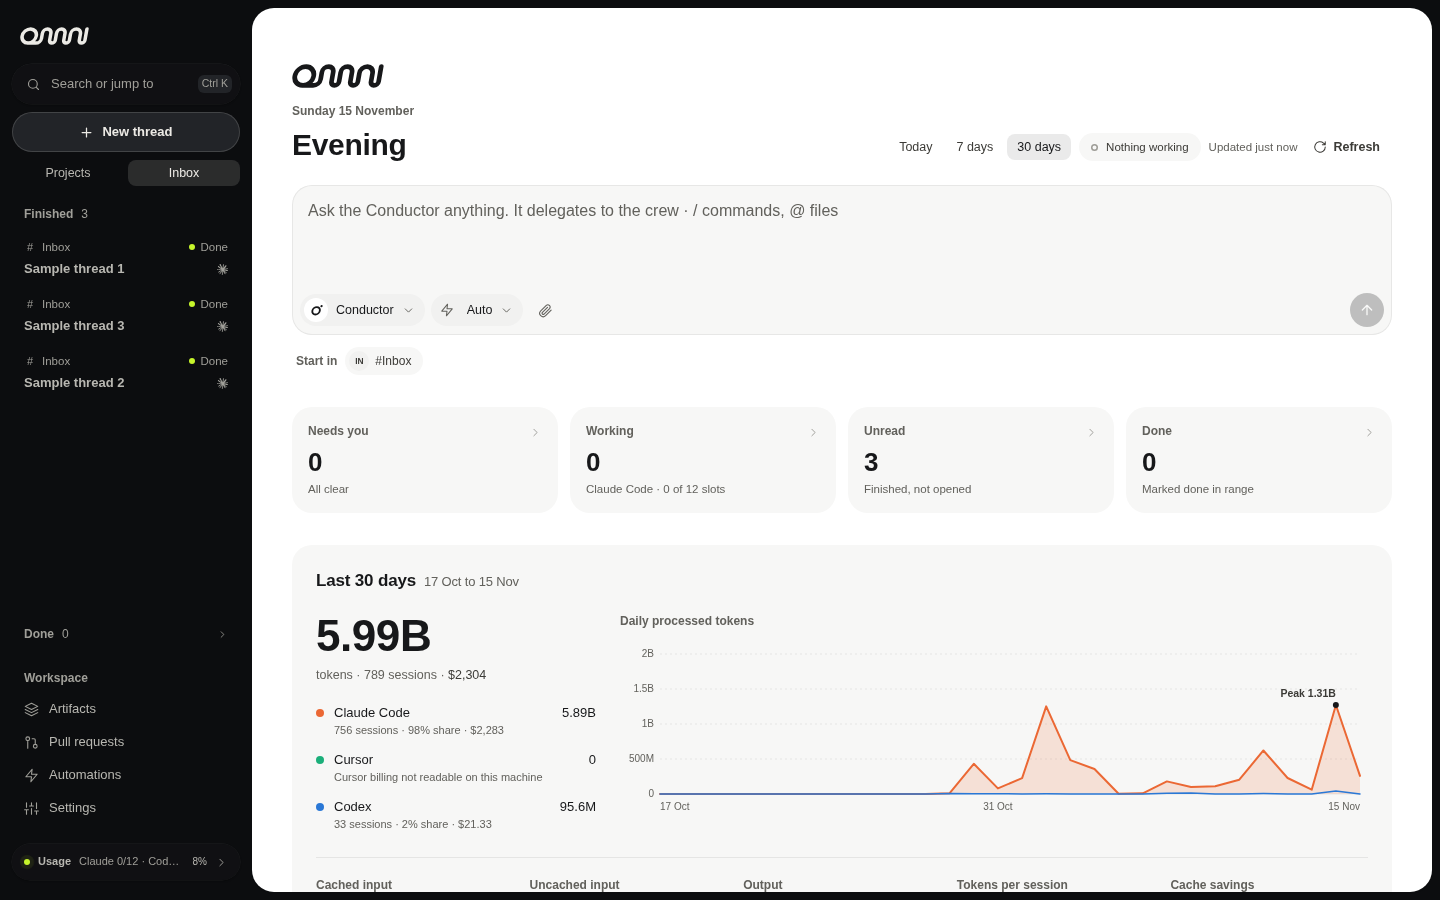 onni
Search or jump to
Ctrl K
New thread
Projects
Inbox
Finished 3
# Inbox
Done
Sample thread 1
# Inbox
Done
Sample thread 3
# Inbox
Done
Sample thread 2
Done 0
Workspace
Artifacts
Pull requests
Automations
Settings
Usage Claude 0/12 · Cod… 8%
onni
Sunday 15 November
Evening
Today
7 days
30 days
Nothing working
Updated just now
Refresh
Ask the Conductor anything. It delegates to the crew · / commands, @ files
Conductor
Auto
Start in
IN #Inbox
Needs you
0
All clear
Working
0
Claude Code · 0 of 12 slots
Unread
3
Finished, not opened
Done
0
Marked done in range
Last 30 days 17 Oct to 15 Nov
5.99B
tokens · 789 sessions · $2,304
Claude Code 5.89B
756 sessions · 98% share · $2,283
Cursor 0
Cursor billing not readable on this machine
Codex 95.6M
33 sessions · 2% share · $21.33
Daily processed tokens
2B
1.5B
Peak 1.31B
1B
500M
0
17 Oct
31 Oct
15 Nov
Cached input
Uncached input
Output
Tokens per session
Cache savings